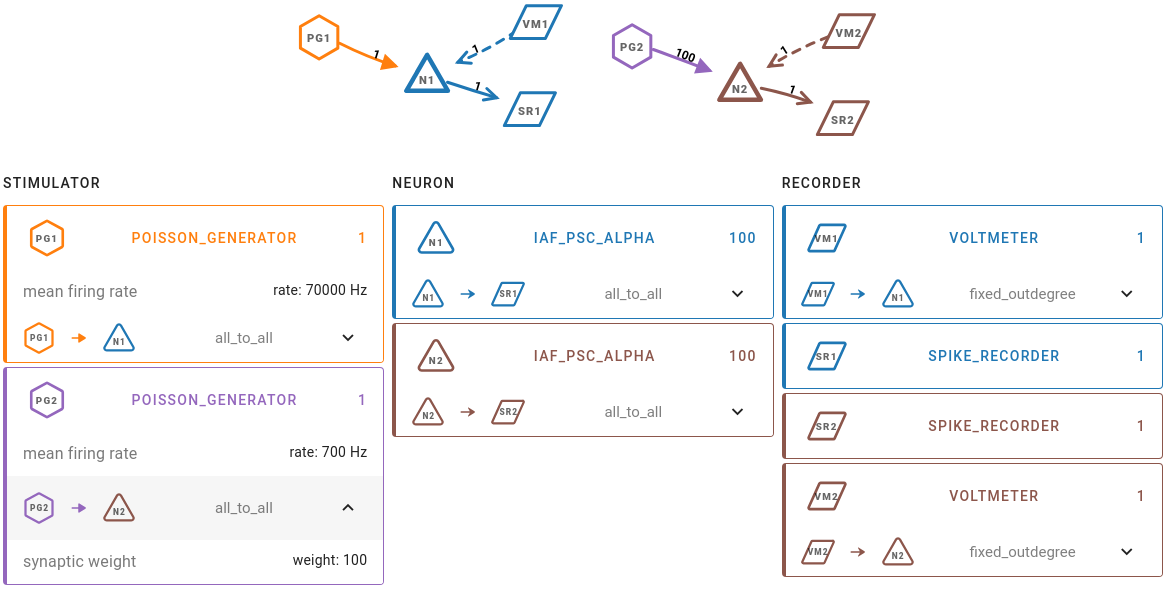 PG1
1
N1
1
VM1
1
SR1
PG2
100
N2
1
VM2
1
SR2
STIMULATOR
PG1 POISSON_GENERATOR 1
mean firing rate rate: 70000 Hz
PG1 N1 all_to_all
PG2 POISSON_GENERATOR 1
mean firing rate rate: 700 Hz
PG2 N2 all_to_all
synaptic weight weight: 100
NEURON
N1 IAF_PSC_ALPHA 100
N1 SR1 all_to_all
N2 IAF_PSC_ALPHA 100
N2 SR2 all_to_all
RECORDER
VM1 VOLTMETER 1
VM1 N1 fixed_outdegree
SR1 SPIKE_RECORDER 1
SR2 SPIKE_RECORDER 1
VM2 VOLTMETER 1
VM2 N2 fixed_outdegree